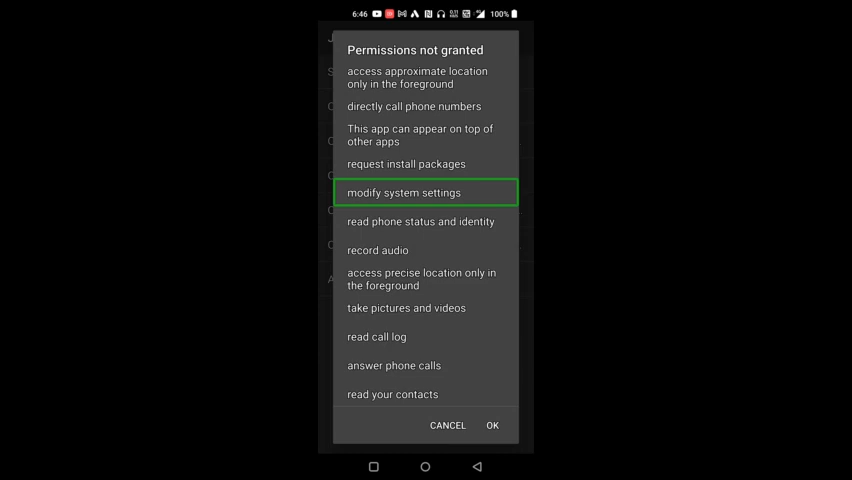 6:46
100%
Permissions not granted
access approximate location
only in the foreground
directly call phone numbers
This app can appear on top of
other apps
request install packages
modify system settings
read phone status and identity
record audio
access precise location only in
the foreground
take pictures and videos
read call log
answer phone calls
read your contacts
CANCEL OK